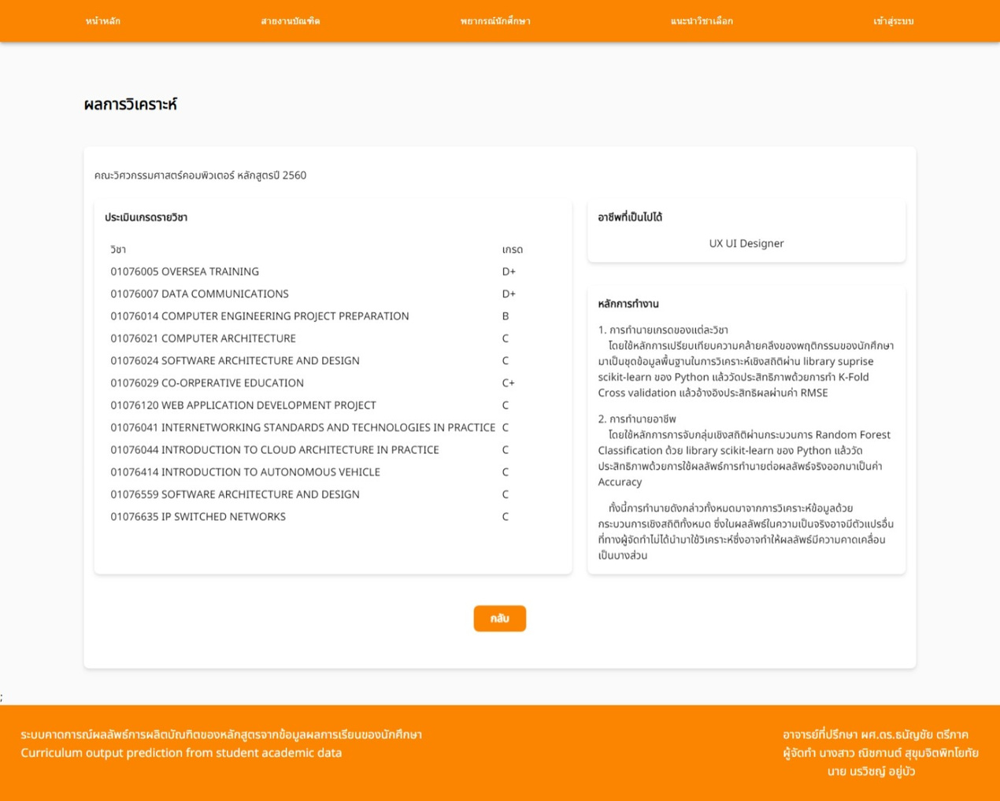 หน้าหลัก
สายงานบัณฑิต
พยากรณ์นักศึกษา
แนะนำวิชาเลือก
เข้าสู่ระบบ
ผลการวิเคราะห์
คณะวิศวกรรมศาสตร์คอมพิวเตอร์ หลักสูตรปี 2560
ประเมินเกรดรายวิชา
วิชา เกรด
01076005 OVERSEA TRAINING D+
01076007 DATA COMMUNICATIONS D+
01076014 COMPUTER ENGINEERING PROJECT PREPARATION B
01076021 COMPUTER ARCHITECTURE C
01076024 SOFTWARE ARCHITECTURE AND DESIGN C
01076029 CO-ORPERATIVE EDUCATION C+
01076120 WEB APPLICATION DEVELOPMENT PROJECT C
01076041 INTERNETWORKING STANDARDS AND TECHNOLOGIES IN PRACTICE C
01076044 INTRODUCTION TO CLOUD ARCHITECTURE IN PRACTICE C
01076414 INTRODUCTION TO AUTONOMOUS VEHICLE C
01076559 SOFTWARE ARCHITECTURE AND DESIGN C
01076635 IP SWITCHED NETWORKS C
อาชีพที่เป็นไปได้
UX UI Designer
หลักการทำงาน
1. การทำนายเกรดของแต่ละวิชา
โดยใช้หลักการเปรียบเทียบความคล้ายคลึงของพฤติกรรมของนักศึกษา
มาเป็นชุดข้อมูลพื้นฐานในการวิเคราะห์เชิงสถิติผ่าน library suprise
scikit-learn ของ Python แล้ววัดประสิทธิภาพด้วยการทำ K-Fold
Cross validation แล้วอ้างอิงประสิทธิผลผ่านค่า RMSE
2. การทำนายอาชีพ
โดยใช้หลักการการจับกลุ่มเชิงสถิติผ่านกระบวนการ Random Forest
Classification ด้วย library scikit-learn ของ Python แล้ววัด
ประสิทธิภาพด้วยการใช้ผลลัพธ์การทำนายต่อผลลัพธ์จริงออกมาเป็นค่า
Accuracy
ทั้งนี้การทำนายดังกล่าวทั้งหมดมาจากการวิเคราะห์ข้อมูลด้วย
กระบวนการเชิงสถิติทั้งหมด ซึ่งในผลลัพธ์ในความเป็นจริงอาจมีตัวแปรอื่น
ที่ทางผู้จัดทำไม่ได้นำมาใช้วิเคราะห์ซึ่งอาจทำให้ผลลัพธ์มีความคาดเคลื่อน
เป็นบางส่วน
กลับ
;
ระบบคาดการณ์ผลลัพธ์การผลิตบัณฑิตของหลักสูตรจากข้อมูลผลการเรียนของนักศึกษา
Curriculum output prediction from student academic data
อาจารย์ที่ปรึกษา ผศ.ดร.ธนัญชัย ตรีภาค
ผู้จัดทำ นางสาว ณิชกานต์ สุขุมจิตพิทโยทัย
นาย นรวิชญ์ อยู่บัว